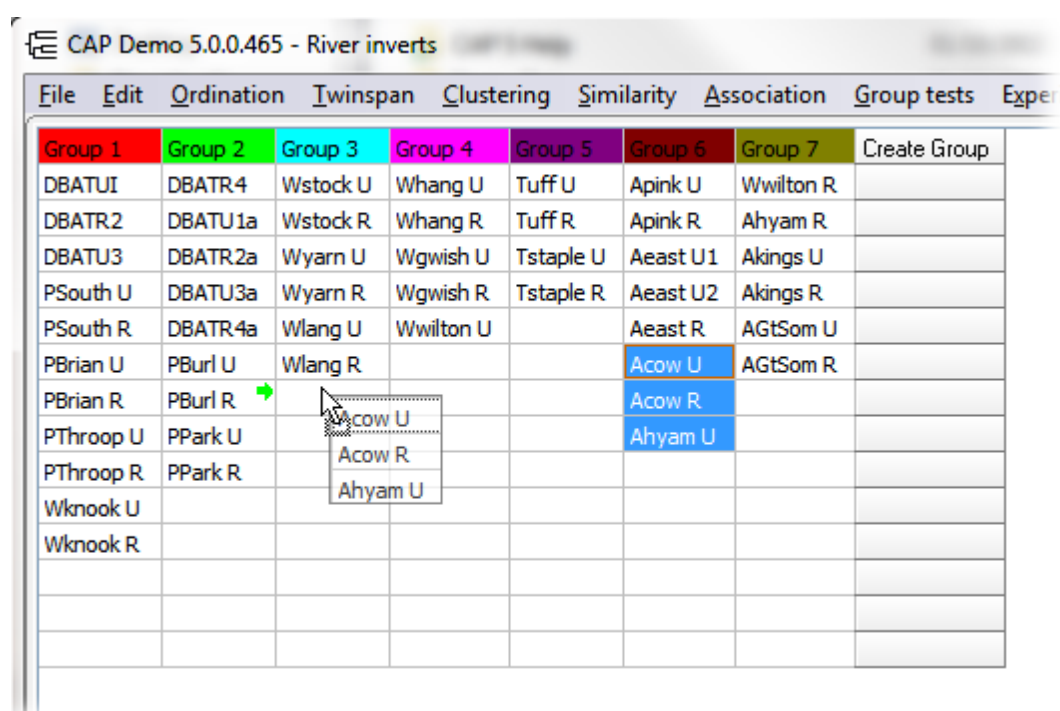 CAP Demo 5.0.0.465 - River inverts
File Edit Ordination Twinspan Clustering Similarity Association Group tests
Group 1 Group 2 Group 3 Group 4 Group 5 Group 6 Group 7 Create Group
DBATUI DBATR4 Wstock U Whang U Tuff U Apink U Wwilton R
DBATR2 DBATU1a Wstock R Whang R Tuff R Apink R Ahyam R
DBATU3 DBATR2a Wyarn U Wgwish U Tstaple U Aeast U1 Akings U
PSouth U DBATU3a Wyarn R Wgwish R Tstaple R Aeast U2 Akings R
PSouth R DBATR4a Wlang U Wwilton U Aeast R AGtSom U
PBrian U PBurl U Wlang R Acow U AGtSom R
PBrian R PBurl R Acow R
Acow U
PThroop U PPark U Ahyam U
Acow R
PThroop R PPark R
Ahyam U
Wknook U
Wknook R